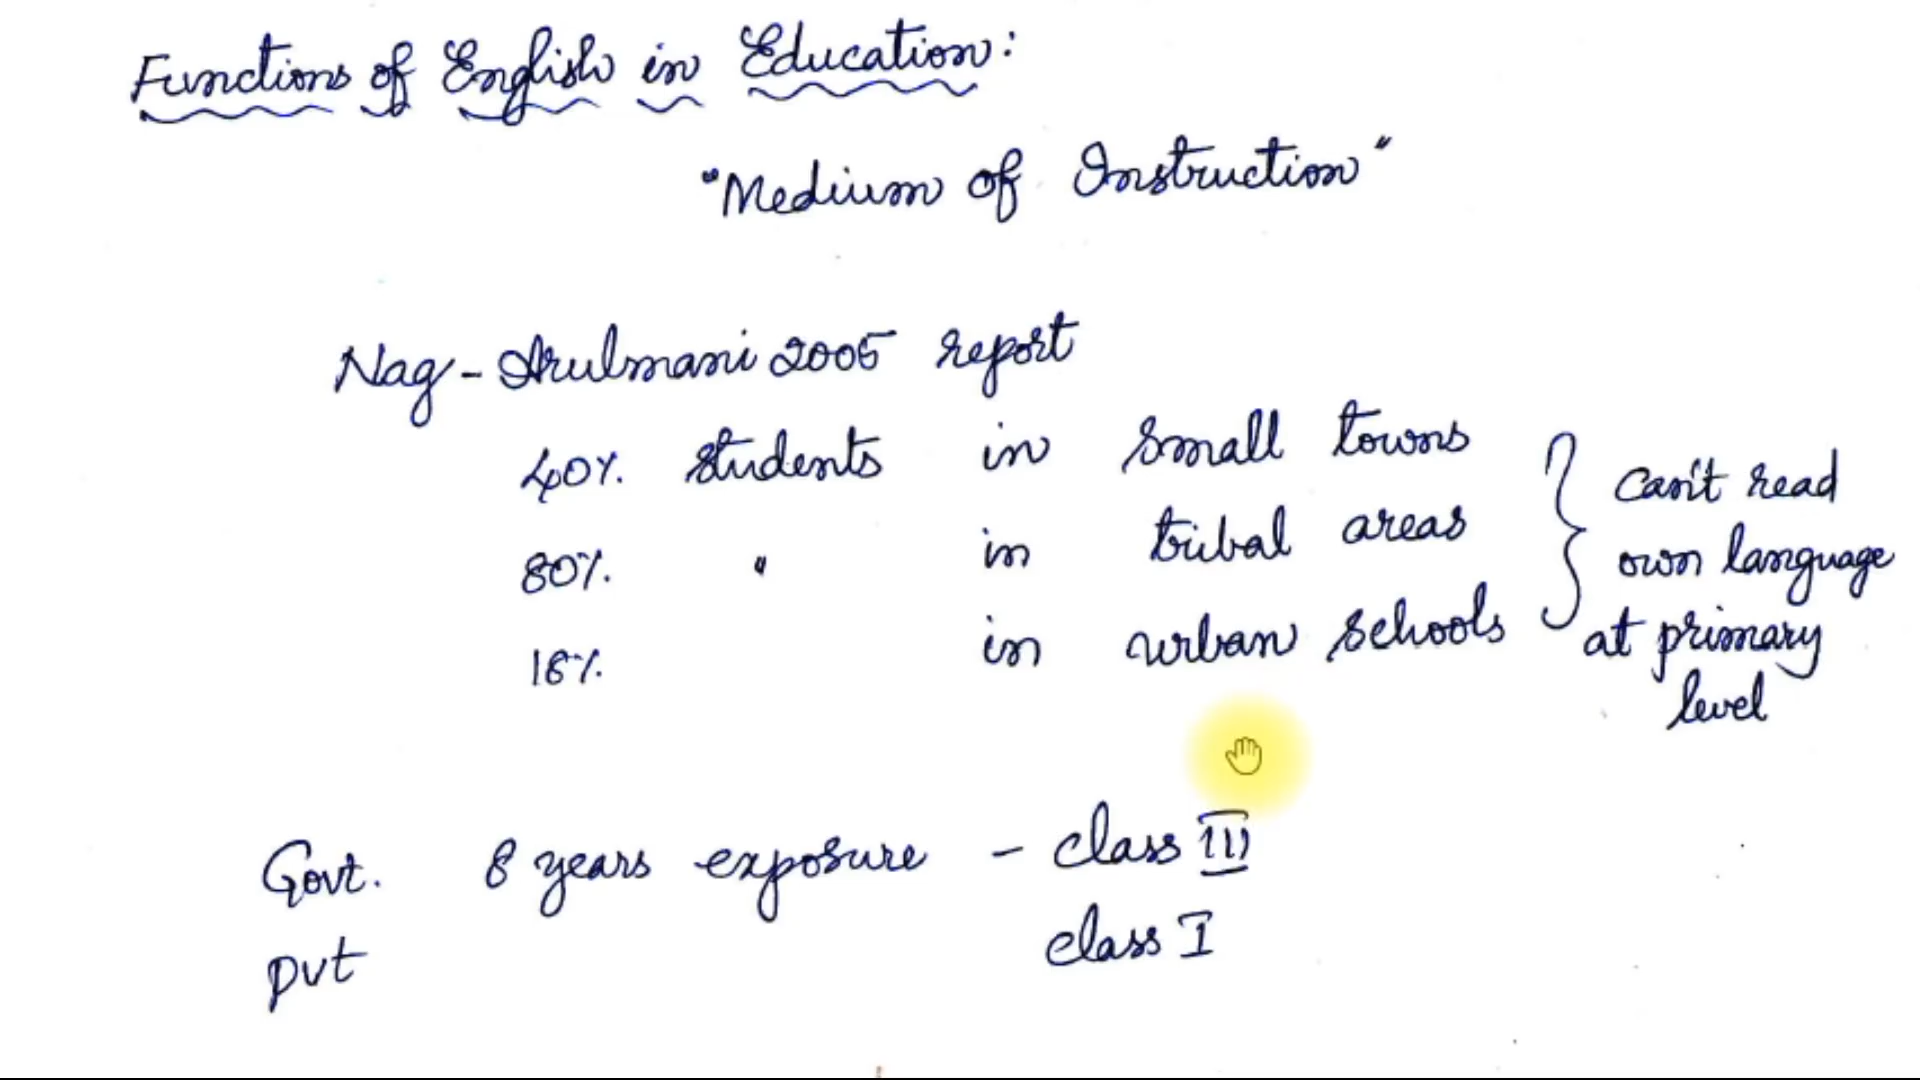 Functions of English in Education:
"Medium of Instruction"
Nag - Arulmani 2005 report
40% students in small towns
80% " in tribal areas
18% in urban schools
can't read
own language
at primary
level
Govt. 8 years exposure - class III
Pvt class I